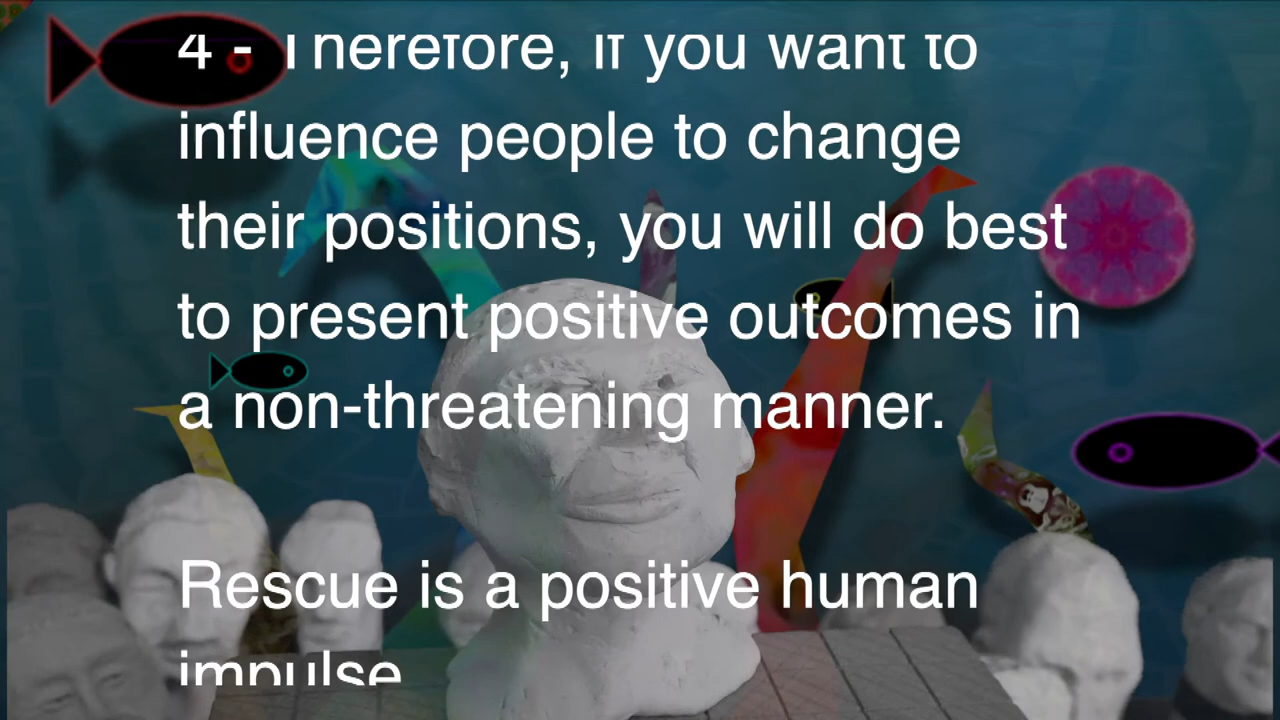 4 - Therefore, if you want to
influence people to change
their positions, you will do best
to present positive outcomes in
a non-threatening manner.
Rescue is a positive human
impulse